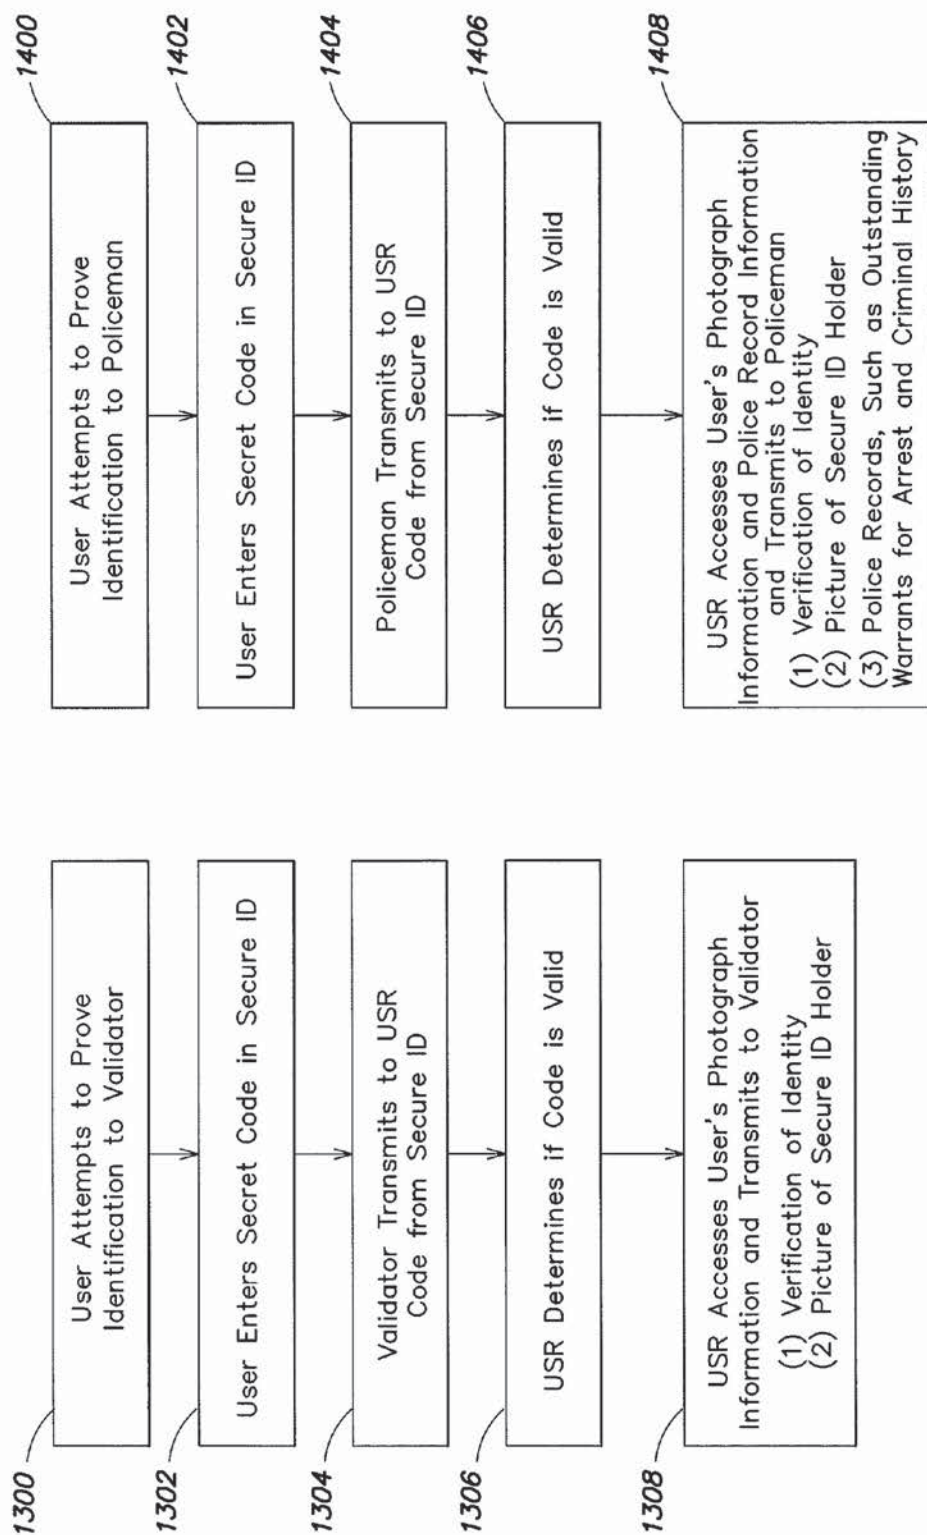 1300
User Attempts to Prove
Identification to Validator
1302
User Enters Secret Code in Secure ID
1304
Validator Transmits to USR
Code from Secure ID
1306
USR Determines if Code is Valid
1308
USR Accesses User's Photograph
Information and Transmits to Validator
(1) Verification of Identity
(2) Picture of Secure ID Holder
1400
User Attempts to Prove
Identification to Policeman
1402
User Enters Secret Code in Secure ID
1404
Policeman Transmits to USR
Code from Secure ID
1406
USR Determines if Code is Valid
1408
USR Accesses User's Photograph
Information and Police Record Information
and Transmits to Policeman
(1) Verification of Identity
(2) Picture of Secure ID Holder
(3) Police Records, Such as Outstanding
Warrants for Arrest and Criminal History